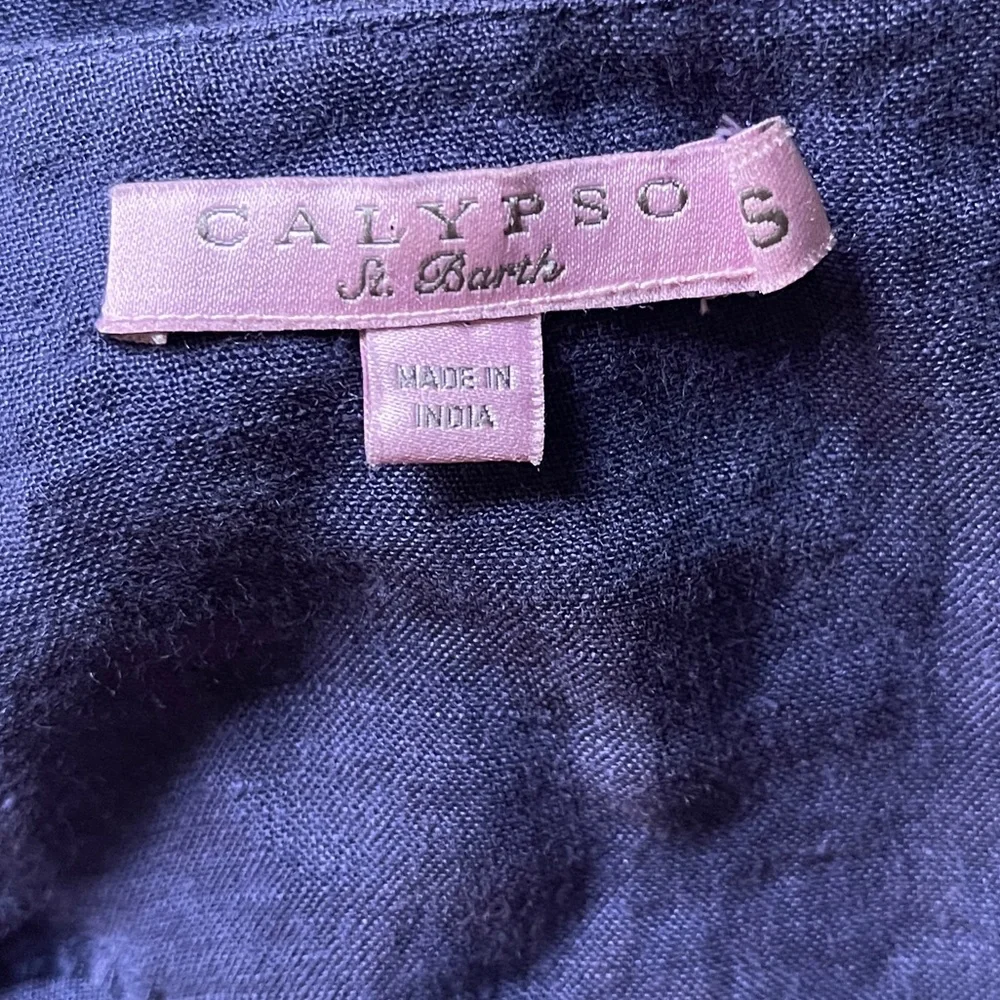 CALYPSO
St. Barth
S
MADE IN
INDIA